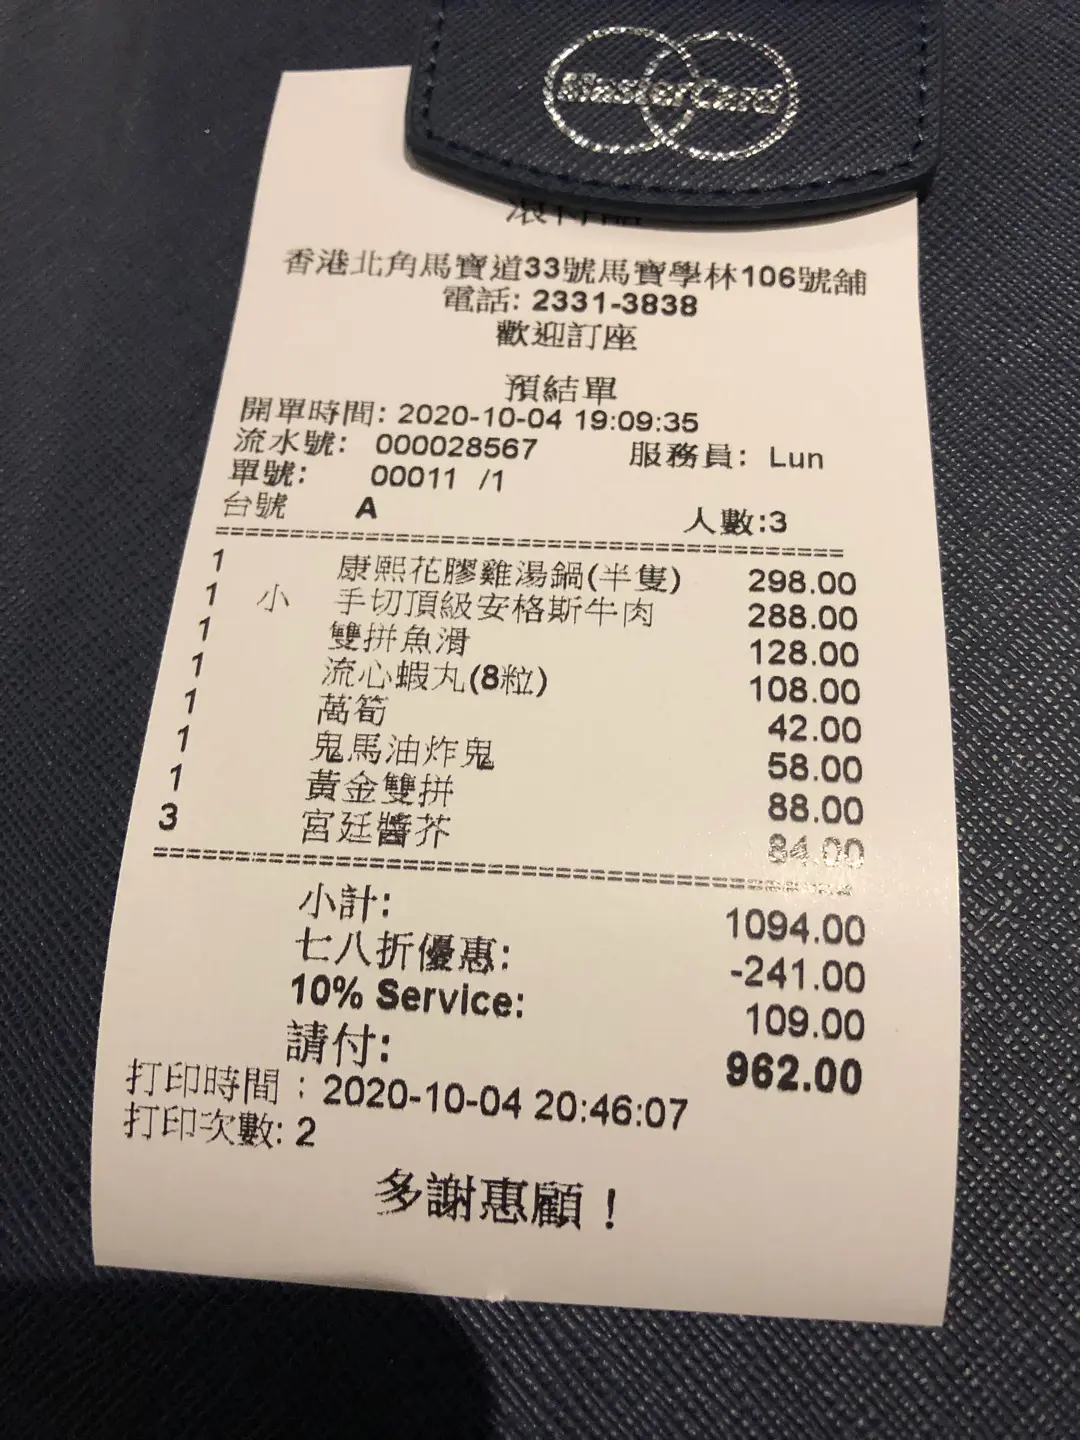 MasterCard
香港北角馬寶道33號馬寶學林106號舖
電話: 2331-3838
歡迎訂座
預結單
開單時間: 2020-10-04 19:09:35
流水號: 000028567 服務員: Lun
單號: 00011 /1
台號 A 人數:3
1 康熙花膠雞湯鍋(半隻) 298.00
1 小 手切頂級安格斯牛肉 288.00
1 雙拼魚滑 128.00
1 流心蝦丸(8粒) 108.00
1 萵筍 42.00
1 鬼馬油炸鬼 58.00
1 黃金雙拼 88.00
3 宮廷醬芥 84.00
小計: 1094.00
七八折優惠: -241.00
10% Service: 109.00
請付: 962.00
打印時間 : 2020-10-04 20:46:07
打印次數: 2
多謝惠顧！